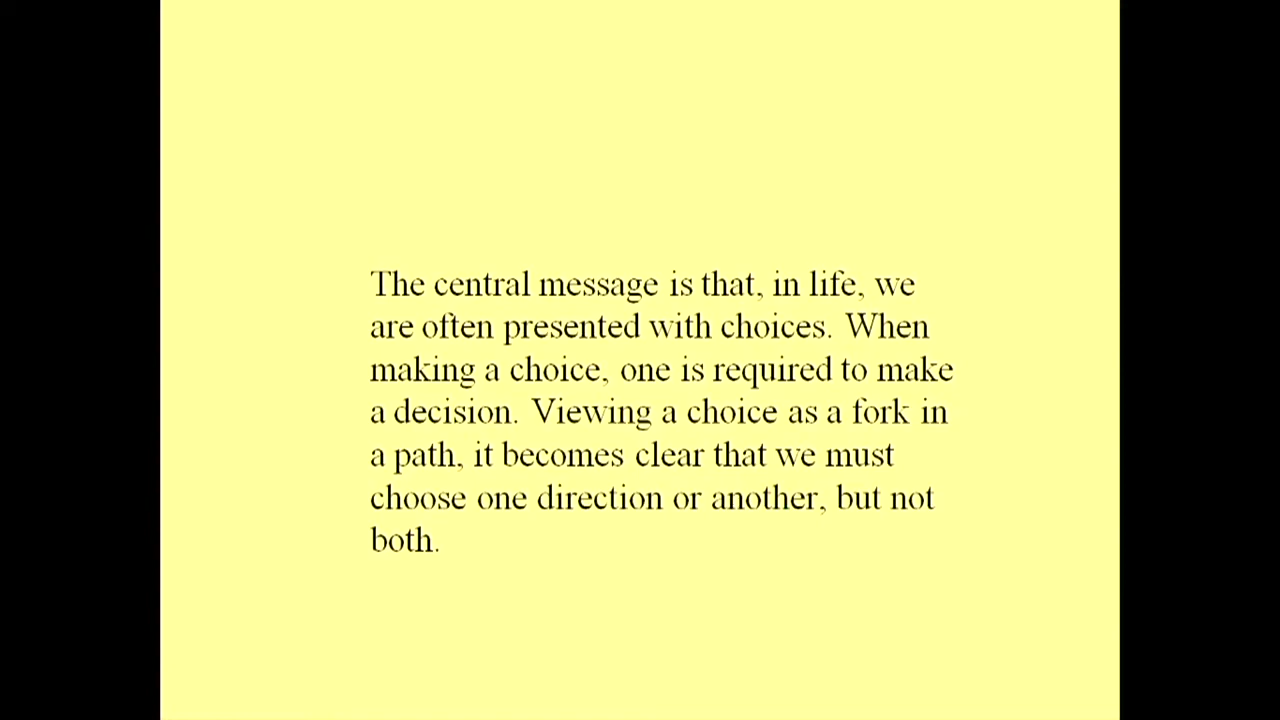 The central message is that, in life, we
are often presented with choices. When
making a choice, one is required to make
a decision. Viewing a choice as a fork in
a path, it becomes clear that we must
choose one direction or another, but not
both.